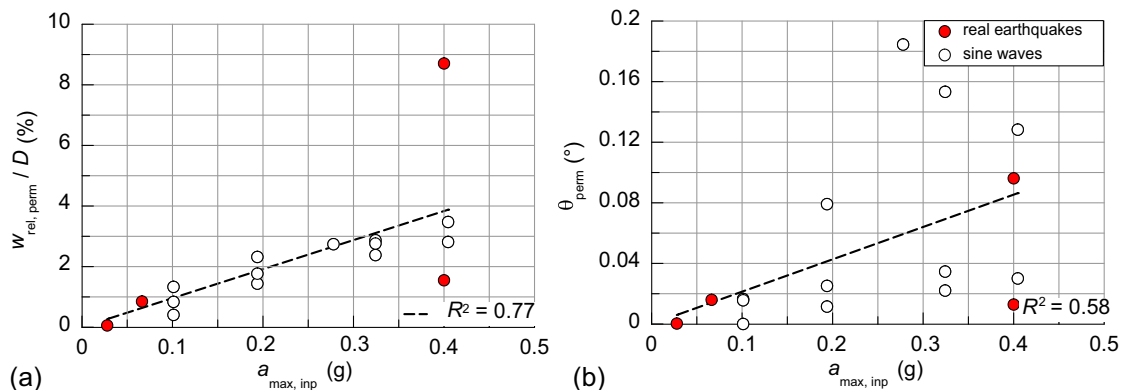 10
8
6
4
2
0
w rel, perm / D (%)
0 0.1 0.2 0.3 0.4 0.5
a max, inp (g)
R² = 0.77
(a)
0.2
0.16
0.12
0.08
0.04
0
θ perm (°)
real earthquakes
sine waves
R² = 0.58
0 0.1 0.2 0.3 0.4 0.5
a max, inp (g)
(b)